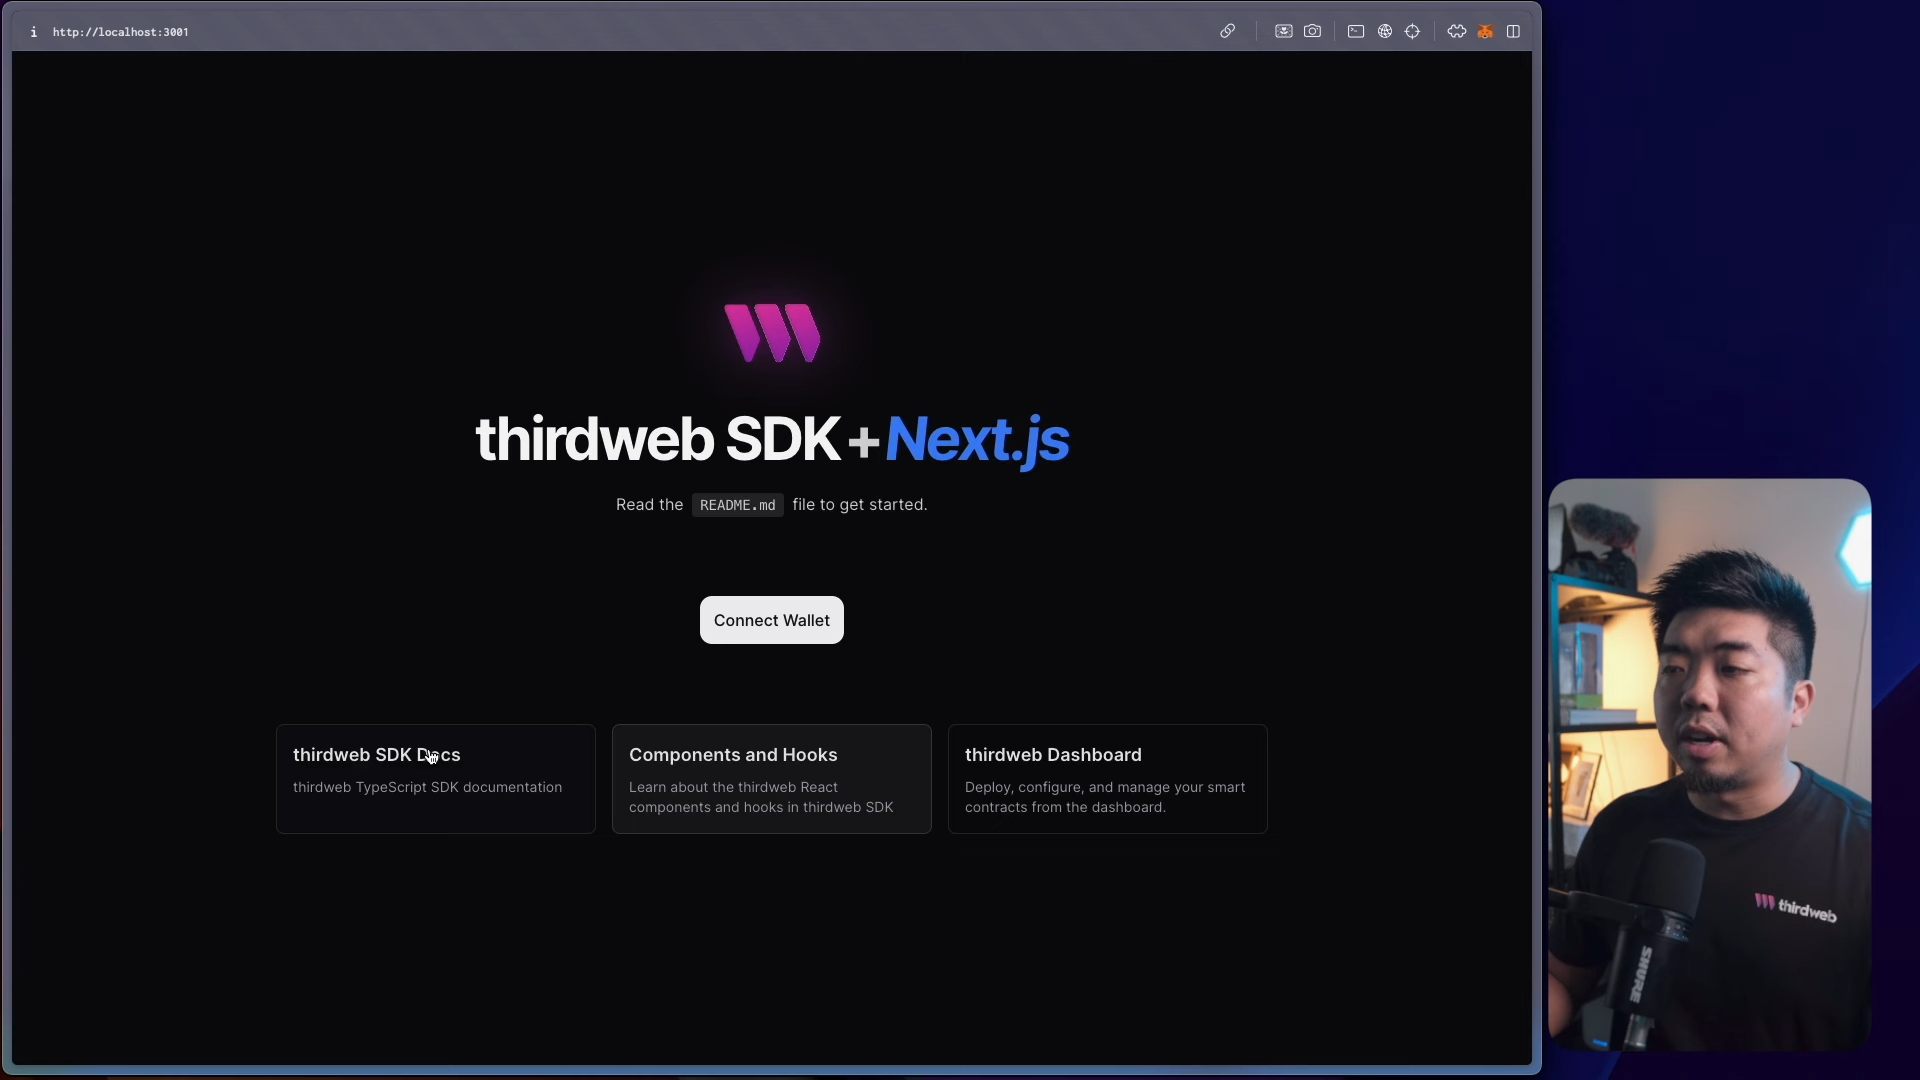 i http://localhost:3001
thirdweb SDK + Next.js
Read the README.md file to get started.
Connect Wallet
thirdweb SDK Docs
thirdweb TypeScript SDK documentation
Components and Hooks
Learn about the thirdweb React
components and hooks in thirdweb SDK
thirdweb Dashboard
Deploy, configure, and manage your smart
contracts from the dashboard.
thirdweb
SHURE